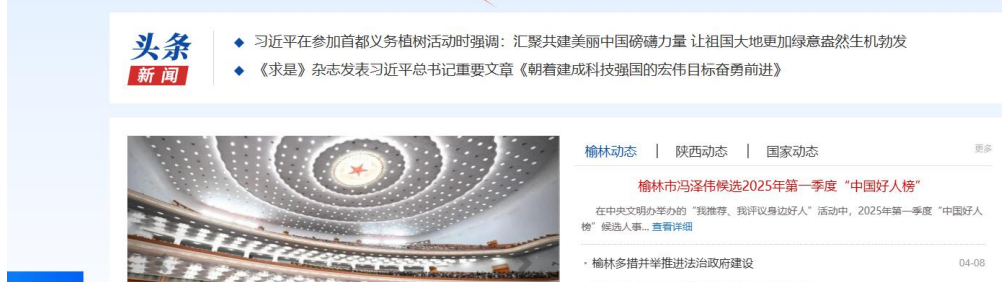 头条
新闻
◆ 习近平在参加首都义务植树活动时强调：汇聚共建美丽中国磅礴力量 让祖国大地更加绿意盎然生机勃发
◆ 《求是》杂志发表习近平总书记重要文章《朝着建成科技强国的宏伟目标奋勇前进》
榆林动态 | 陕西动态 | 国家动态 更多
榆林市冯泽伟候选2025年第一季度“中国好人榜”
在中央文明办举办的“我推荐、我评议身边好人”活动中，2025年第一季度“中国好人
榜”候选人事... 查看详细
· 榆林多措并举推进法治政府建设 04-08